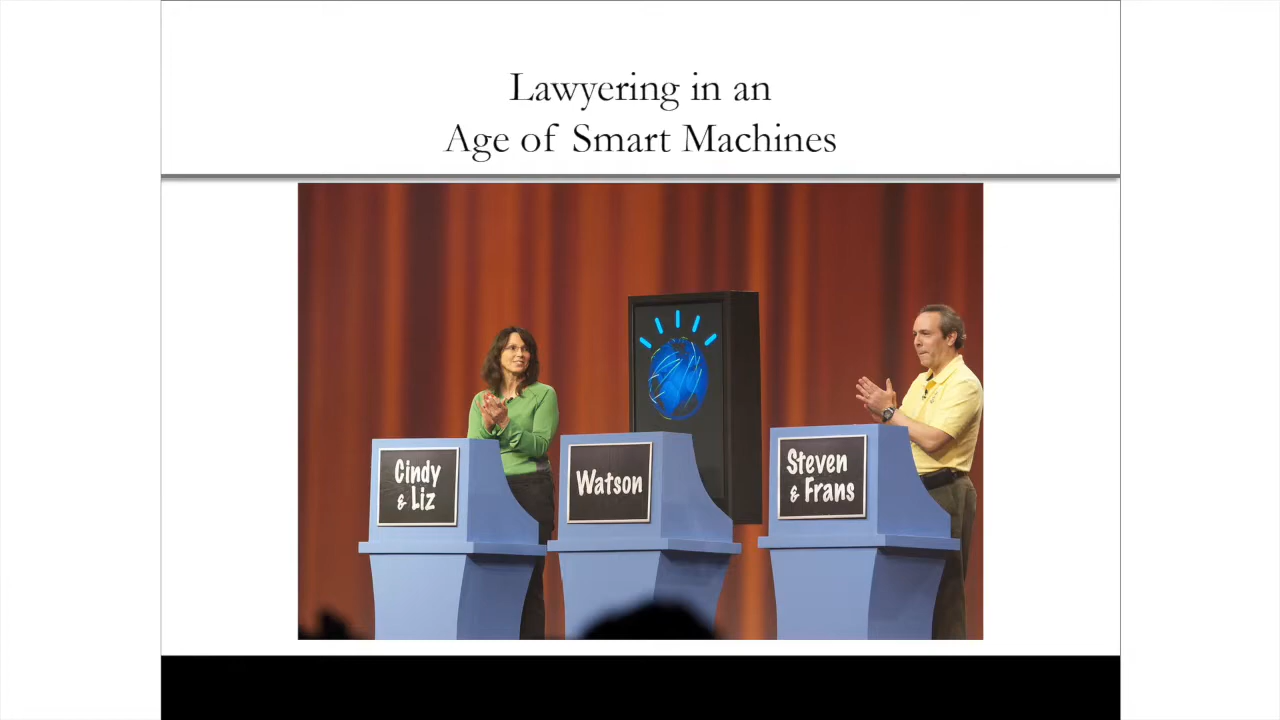 Lawyering in an
Age of Smart Machines
Cindy
& Liz
Watson
Steven
& Frans